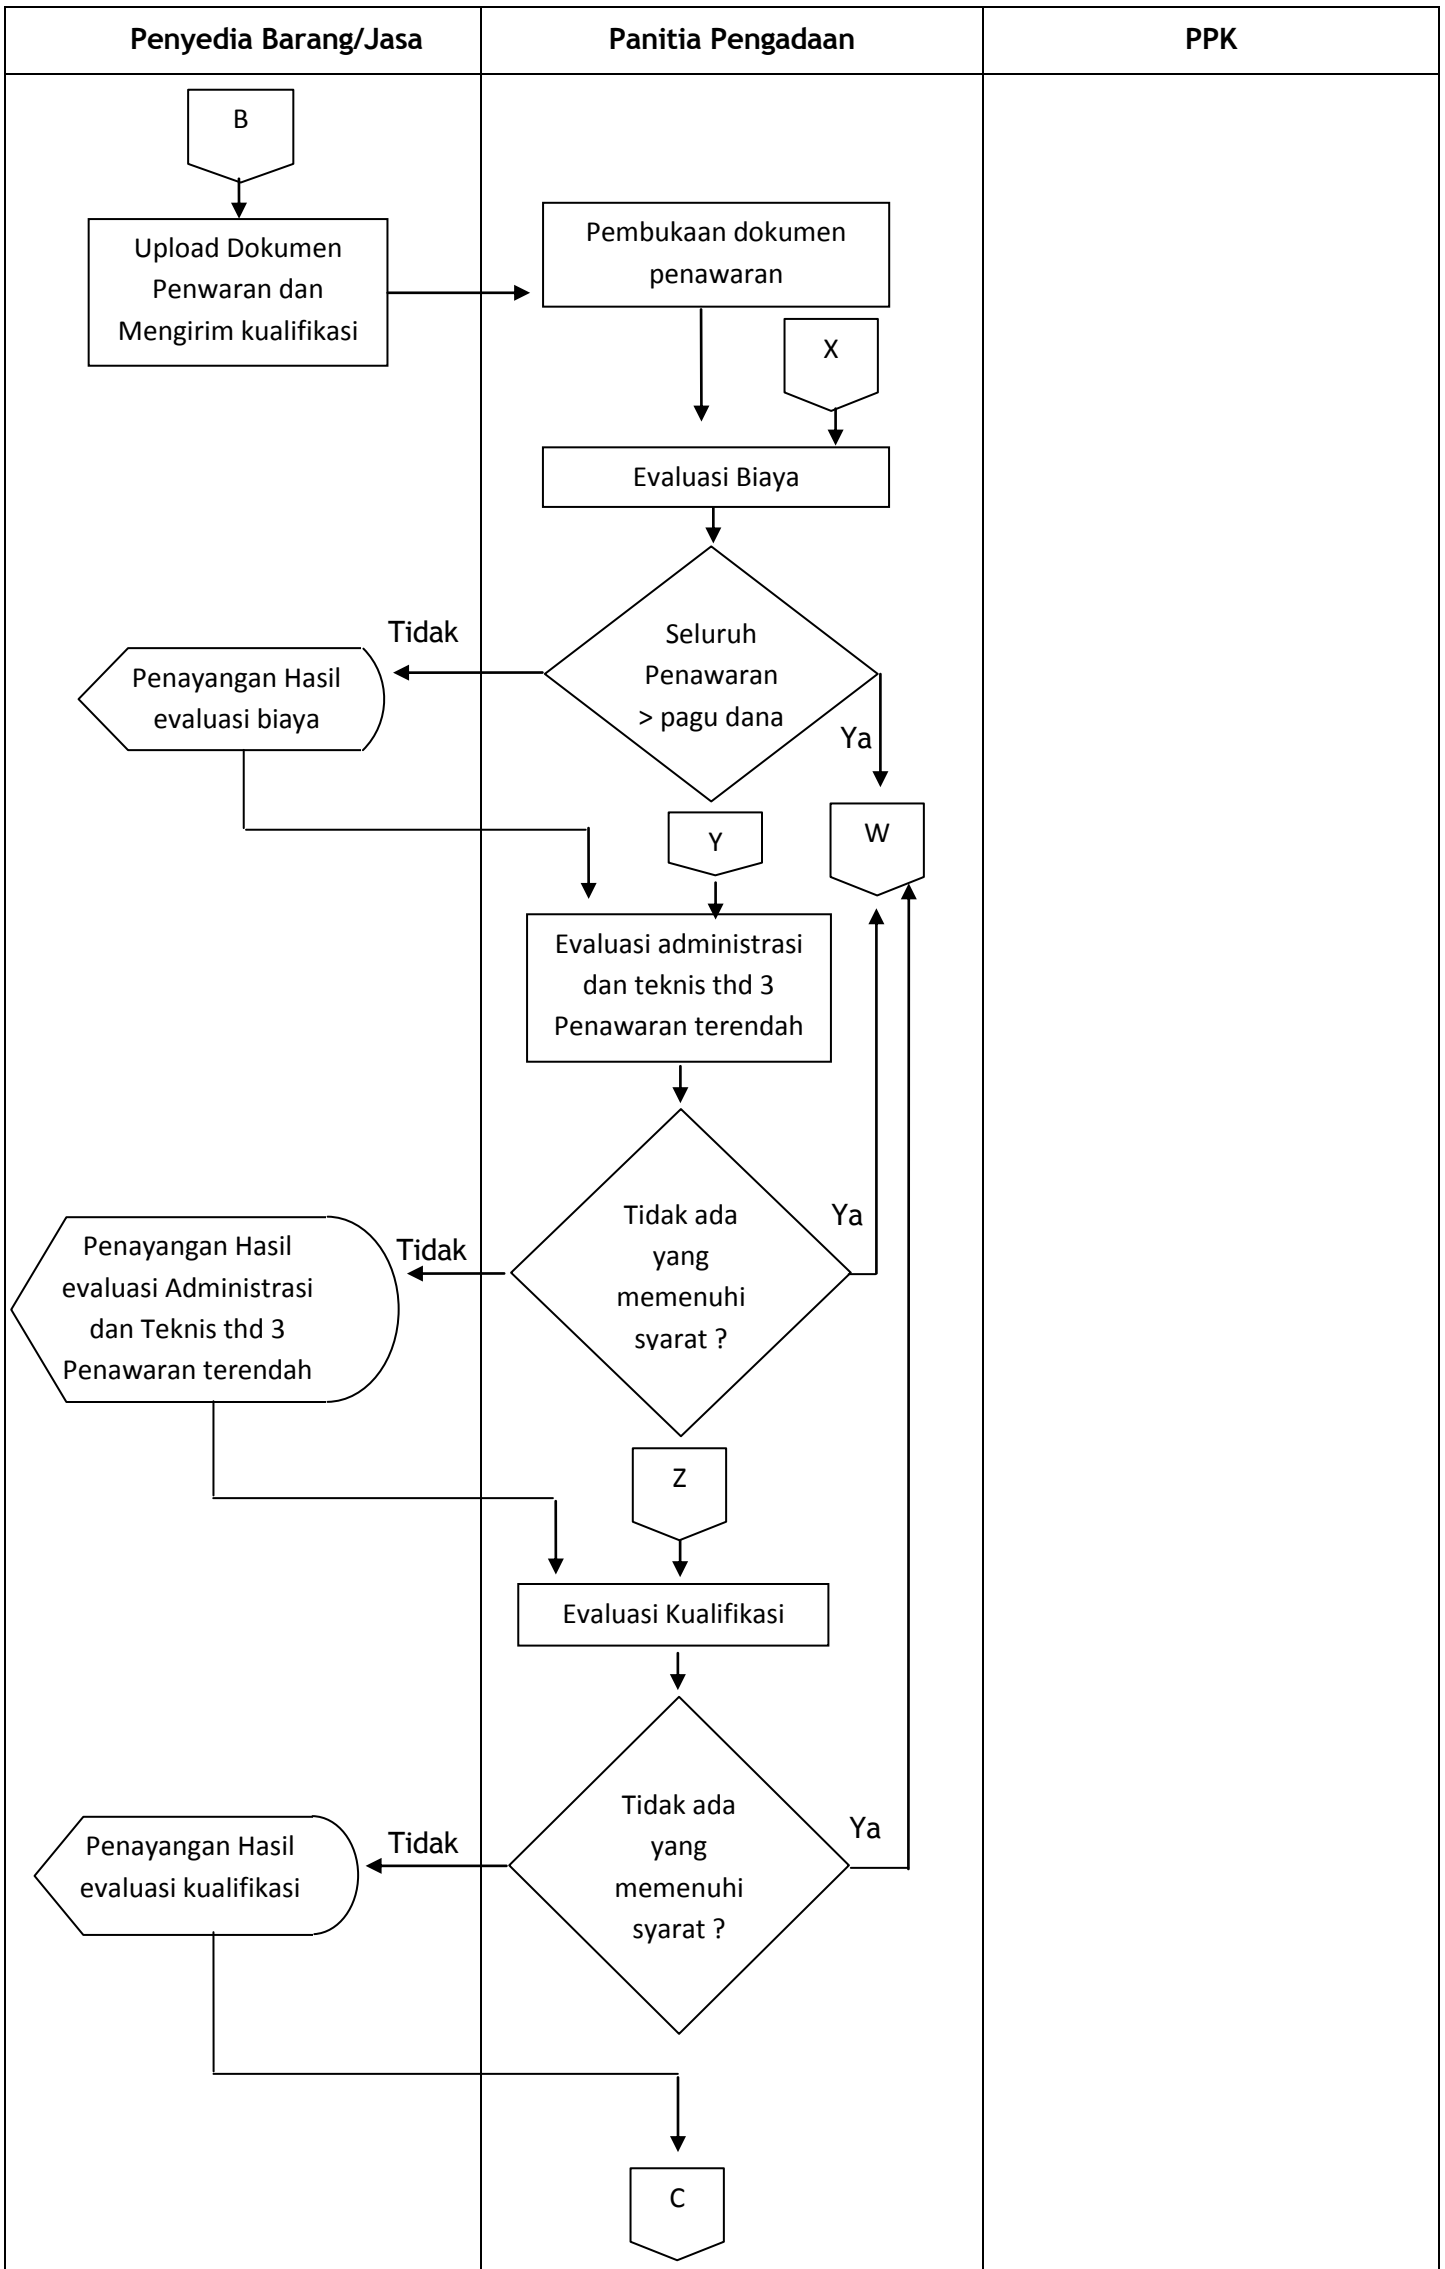 Penyedia Barang/Jasa
Panitia Pengadaan
PPK
B
Upload Dokumen
Penwaran dan
Mengirim kualifikasi
Pembukaan dokumen
penawaran
X
Evaluasi Biaya
Seluruh
Penawaran
> pagu dana
Tidak
Ya
Penayangan Hasil
evaluasi biaya
Y
W
Evaluasi administrasi
dan teknis thd 3
Penawaran terendah
Tidak ada
yang
memenuhi
syarat ?
Tidak
Ya
Penayangan Hasil
evaluasi Administrasi
dan Teknis thd 3
Penawaran terendah
Z
Evaluasi Kualifikasi
Tidak ada
yang
memenuhi
syarat ?
Tidak
Ya
Penayangan Hasil
evaluasi kualifikasi
C